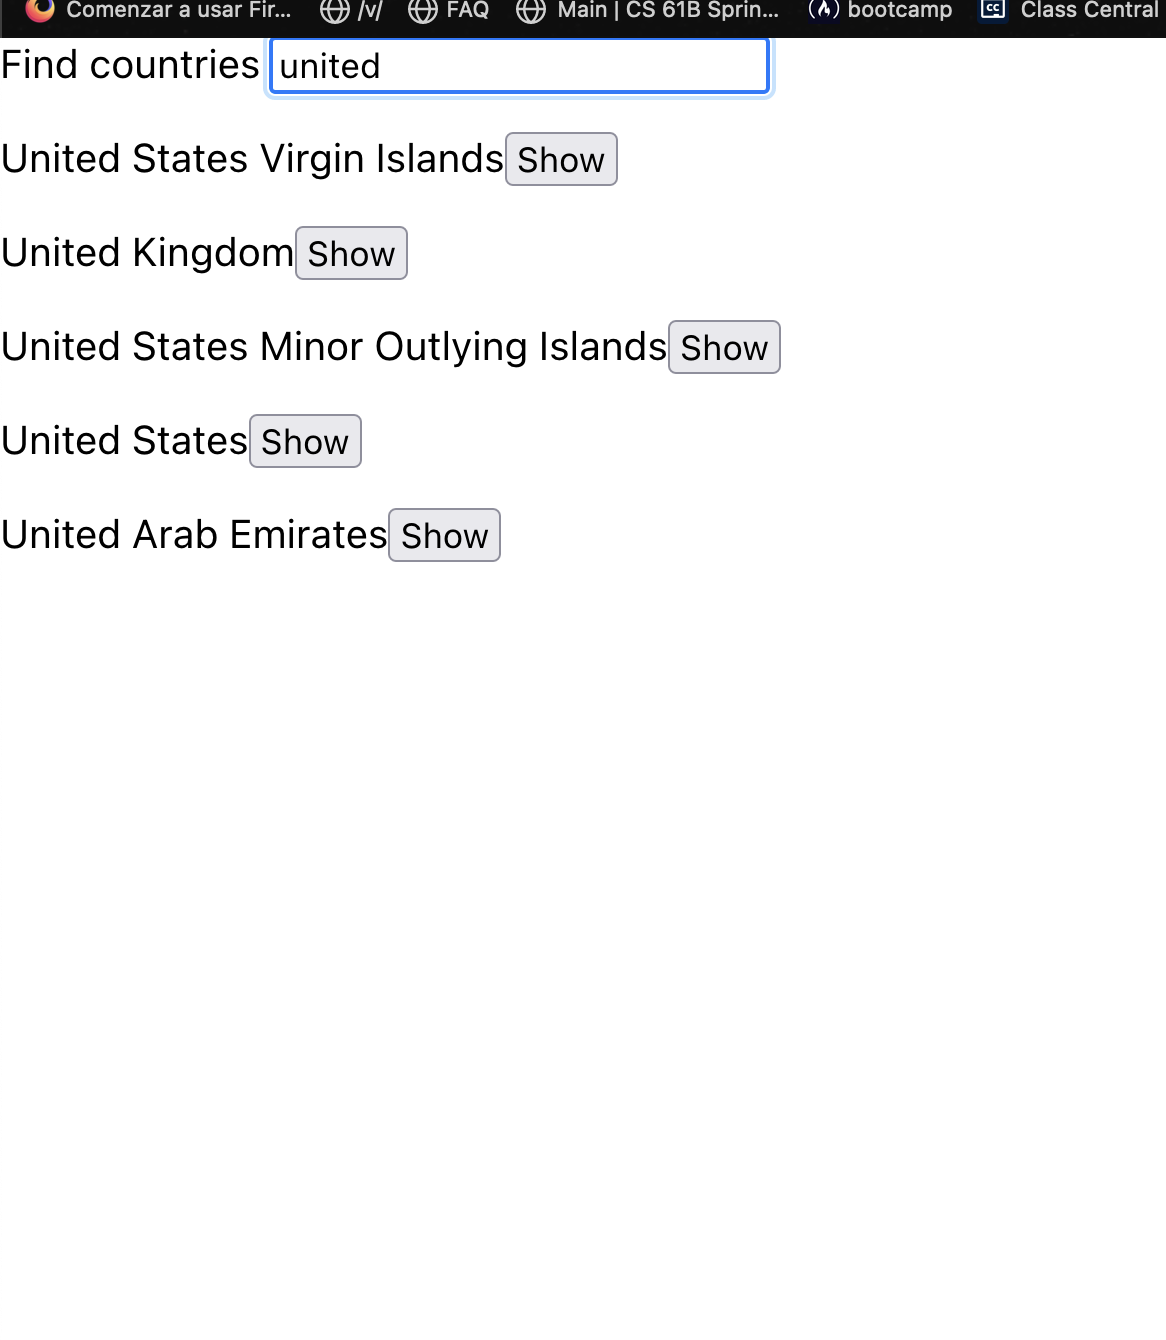 Comenzar a usar Fir... /v/ FAQ Main | CS 61B Sprin... bootcamp cc Class Central
Find countries united
United States Virgin Islands Show
United Kingdom Show
United States Minor Outlying Islands Show
United States Show
United Arab Emirates Show